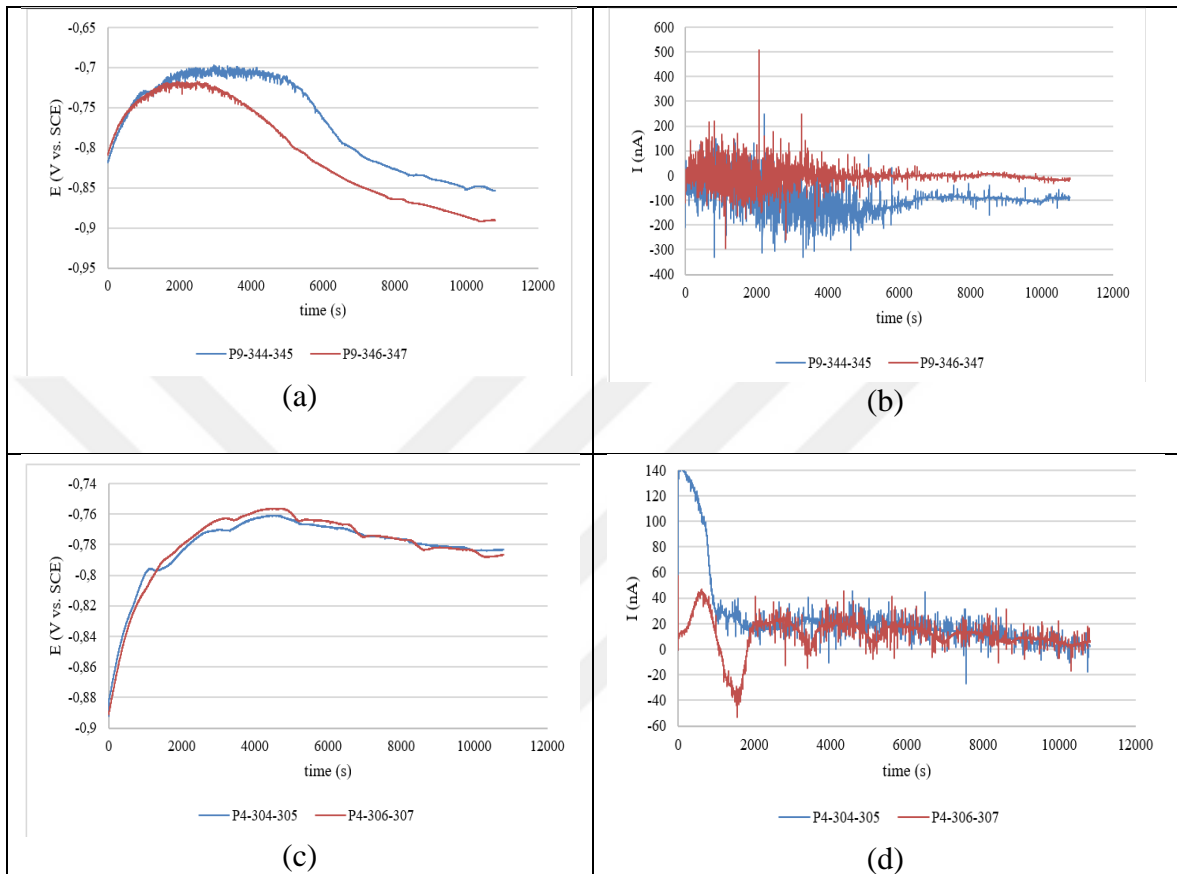 -0,65
-0,7
-0,75
-0,8
-0,85
-0,9
-0,95
E (V vs. SCE)
0 2000 4000 6000 8000 10000 12000
time (s)
P9-344-345 P9-346-347
(a)
600
500
400
300
200
100
0
-100
-200
-300
-400
I (nA)
0 2000 4000 6000 8000 10000 12000
time (s)
P9-344-345 P9-346-347
(b)
-0,74
-0,76
-0,78
-0,8
-0,82
-0,84
-0,86
-0,88
-0,9
E (V vs. SCE)
0 2000 4000 6000 8000 10000 12000
time (s)
P4-304-305 P4-306-307
(c)
140
120
100
80
60
40
20
0
-20
-40
-60
I (nA)
0 2000 4000 6000 8000 10000 12000
time (s)
P4-304-305 P4-306-307
(d)